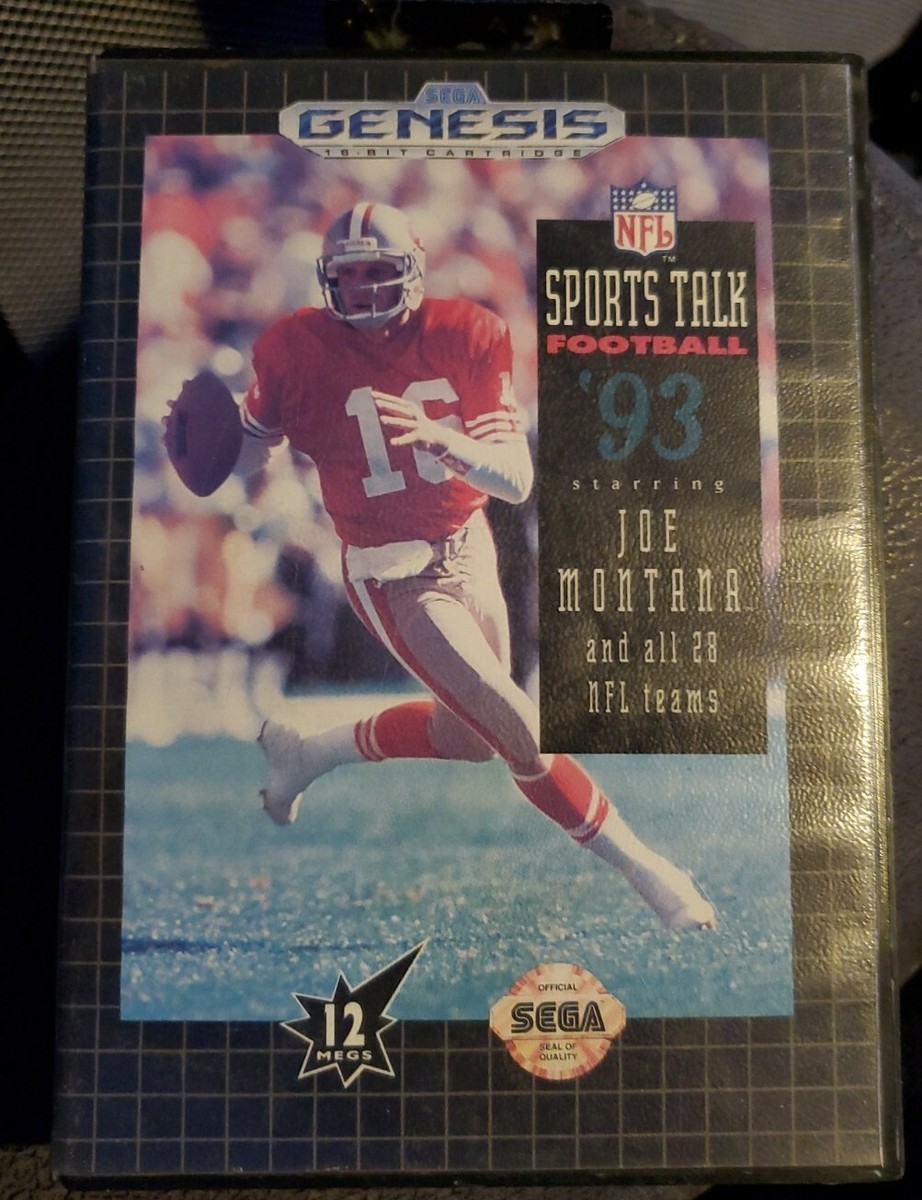 SEGA
GENESIS
16-BIT CARTRIDGE
NFL
TM
SPORTS TALK
FOOTBALL
'93
starring
JOE
MONTANA
and all 28
NFL teams
16
12
MEGS
OFFICIAL
SEGA
SEAL OF
QUALITY